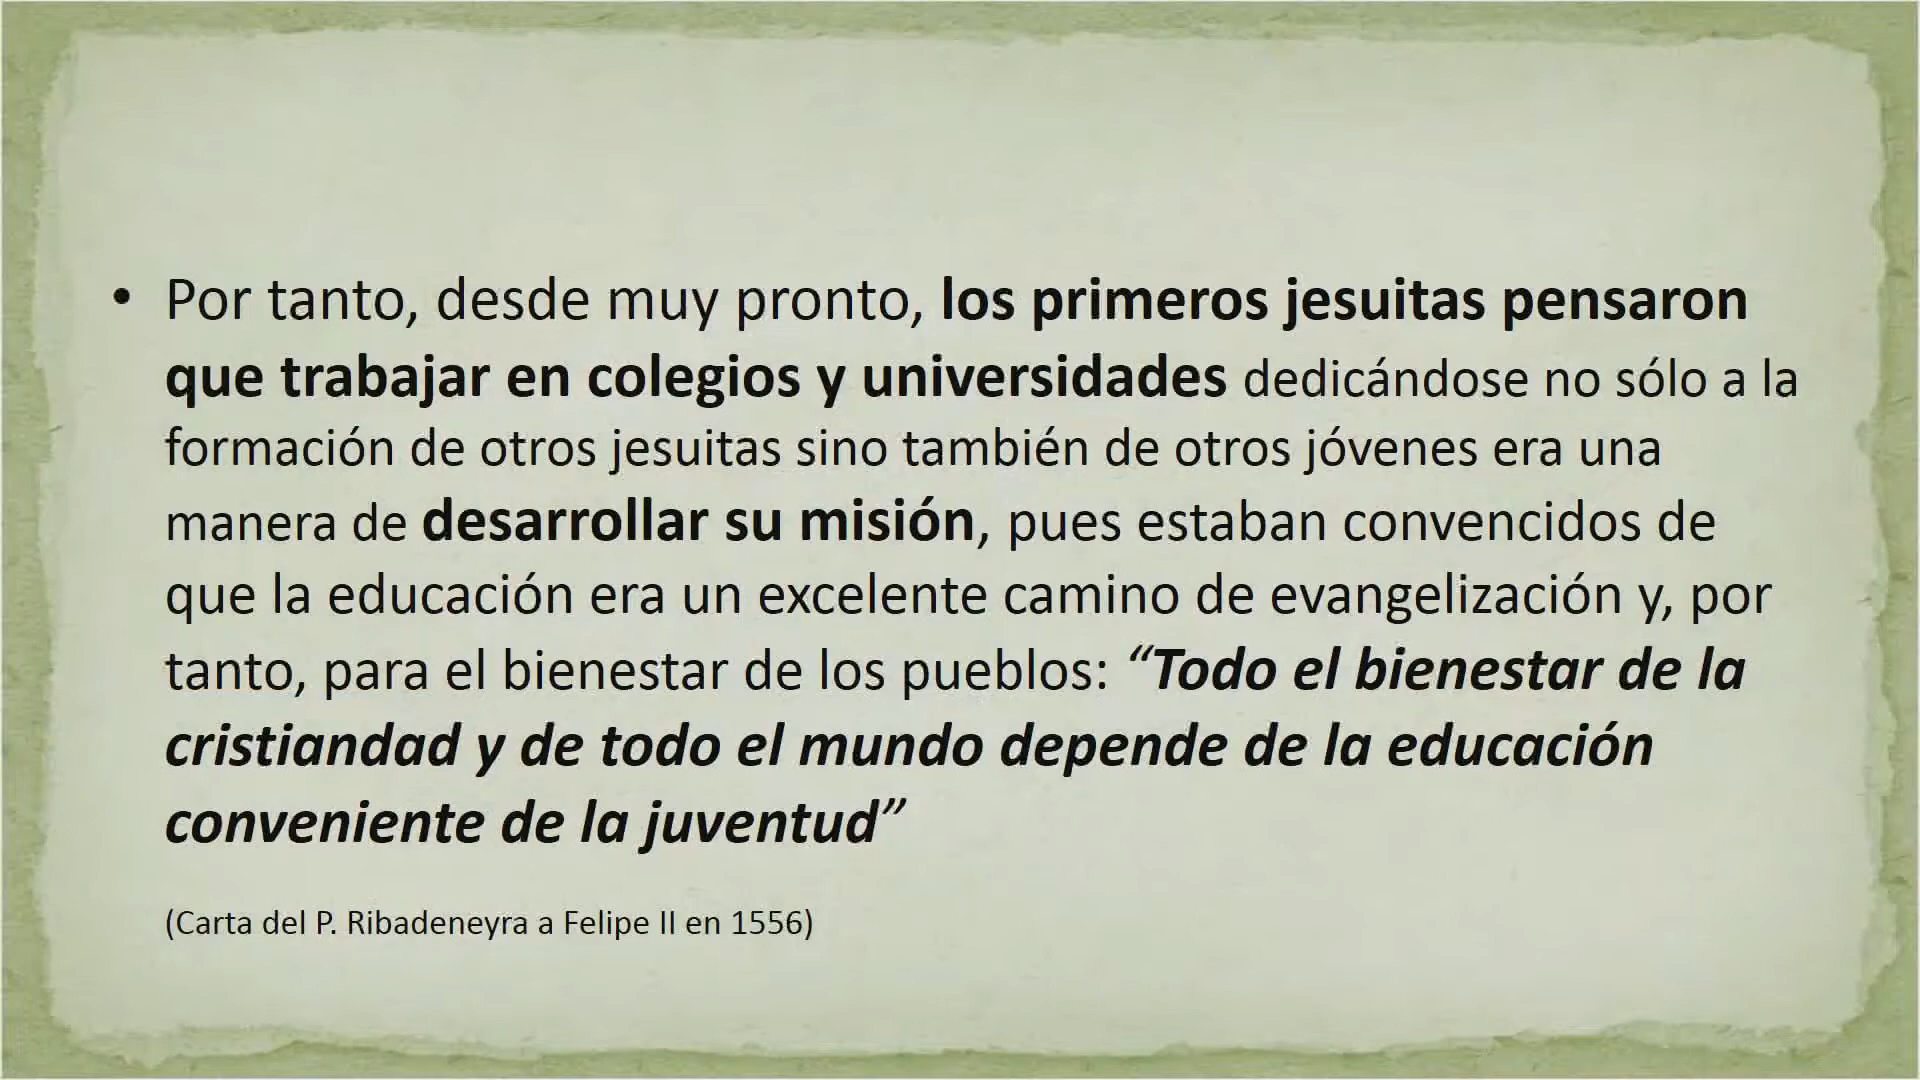 • Por tanto, desde muy pronto, los primeros jesuitas pensaron
que trabajar en colegios y universidades dedicándose no sólo a la
formación de otros jesuitas sino también de otros jóvenes era una
manera de desarrollar su misión, pues estaban convencidos de
que la educación era un excelente camino de evangelización y, por
tanto, para el bienestar de los pueblos: “Todo el bienestar de la
cristiandad y de todo el mundo depende de la educación
conveniente de la juventud”
(Carta del P. Ribadeneyra a Felipe II en 1556)